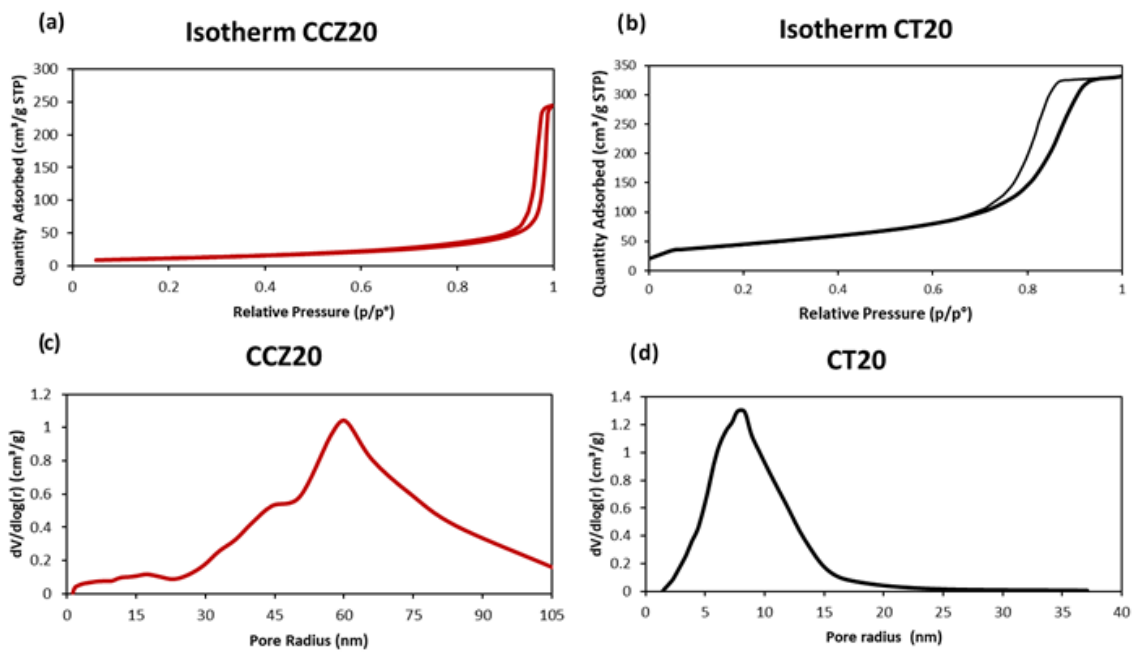 (a)
Isotherm CCZ20
Quantity Adsorbed (cm³/g STP)
300
250
200
150
100
50
0
0 0.2 0.4 0.6 0.8 1
Relative Pressure (p/p°)
(b)
Isotherm CT20
Quantity Adsorbed (cm³/g STP)
350
300
250
200
150
100
50
0
0 0.2 0.4 0.6 0.8 1
Relative Pressure (p/p°)
(c)
CCZ20
dV/dlog(r) (cm³/g)
1.2
1
0.8
0.6
0.4
0.2
0
0 15 30 45 60 75 90 105
Pore Radius (nm)
(d)
CT20
dV/dlog(r) (cm³/g)
1.4
1.2
1
0.8
0.6
0.4
0.2
0
0 5 10 15 20 25 30 35 40
Pore radius (nm)